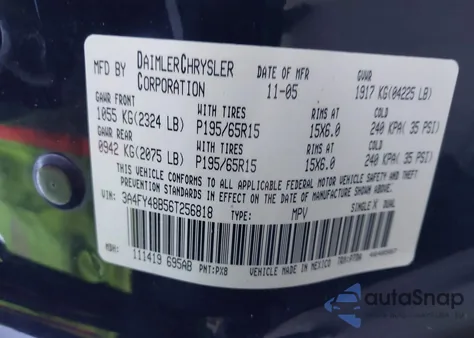 MFD BY DAIMLERCHRYSLER CORPORATION DATE OF MFR 11-05 GVWR 1917 KG(04225 LB)
GAWR FRONT WITH TIRES RIMS AT COLD
1055 KG(2324 LB) P195/65R15 15X6.0 240 KPA( 35 PSI)
GAWR REAR WITH TIRES RIMS AT COLD
0942 KG(2075 LB) P195/65R15 15X6.0 240 KPA( 35 PSI)
THIS VEHICLE CONFORMS TO ALL APPLICABLE FEDERAL MOTOR VEHICLE SAFETY, BUMPER, AND THEFT
PREVENTION STANDARDS IN EFFECT ON THE DATE OF MANUFACTURE SHOWN ABOVE.
VIN: 3A4FY48B56T256818 TYPE: MPV SINGLE X DUAL
MDH: 111419 695AB PNT:PX8 VEHICLE MADE IN MEXICO
autoSnap